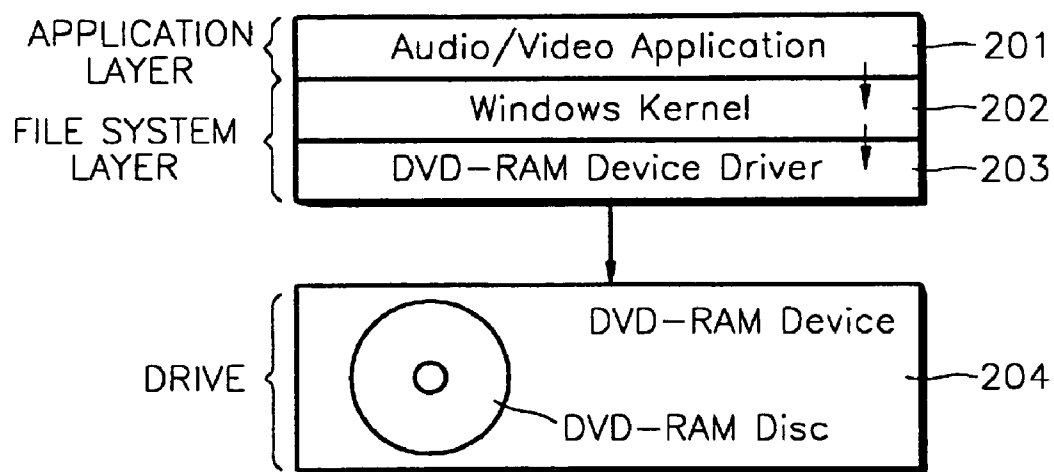 APPLICATION
LAYER
Audio/Video Application
201
Windows Kernel
202
FILE SYSTEM
LAYER
DVD-RAM Device Driver
203
DVD-RAM Device
DRIVE
204
DVD-RAM Disc